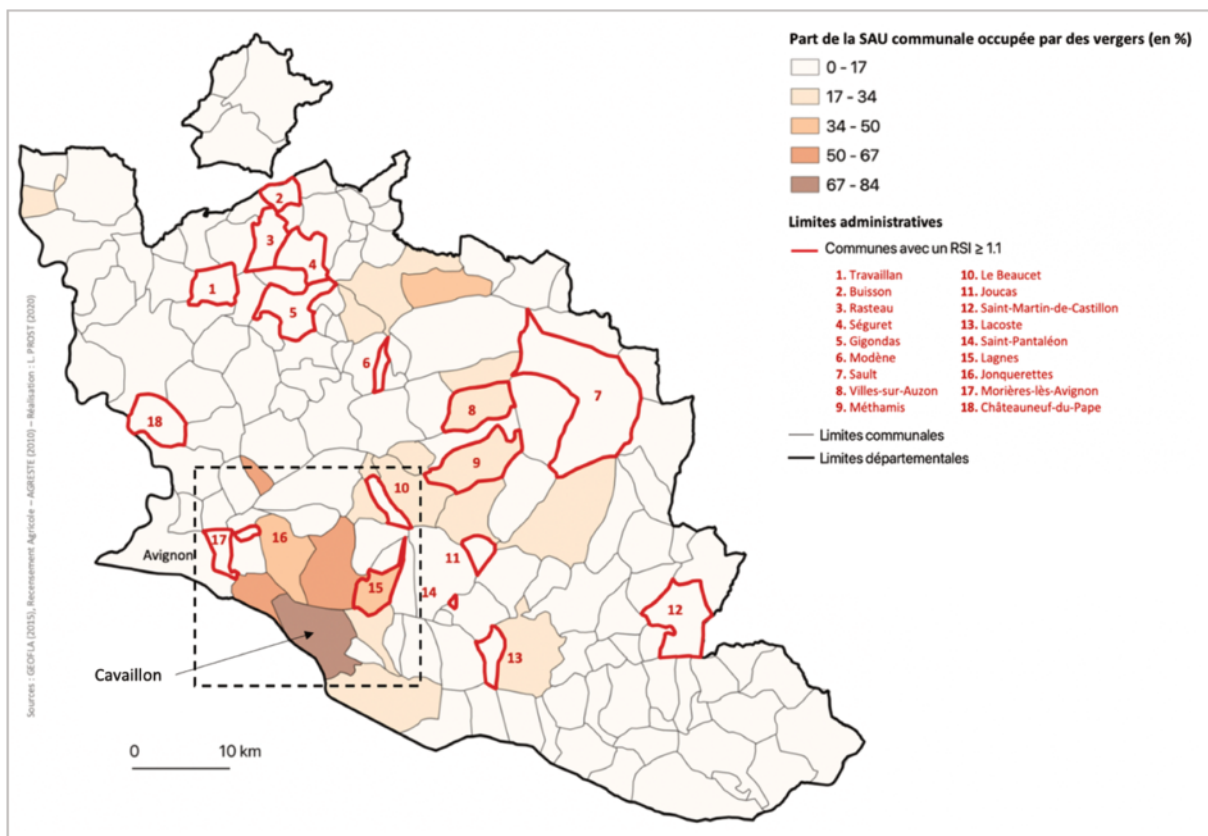 Part de la SAU communale occupée par des vergers (en %)
0 - 17
17 - 34
34 - 50
50 - 67
67 - 84
Limites administratives
Communes avec un RSI ≥ 1.1
1. Travaillan
2. Buisson
3. Rasteau
4. Séguret
5. Gigondas
6. Modène
7. Sault
8. Villes-sur-Auzon
9. Méthamis
10. Le Beaucet
11. Joucas
12. Saint-Martin-de-Castillon
13. Lacoste
14. Saint-Pantaléon
15. Lagnes
16. Jonquerettes
17. Morières-lès-Avignon
18. Châteauneuf-du-Pape
Limites communales
Limites départementales
2
3
4
1
5
6
7
8
18
9
10
17
16
Avignon
11
15
14
12
13
Cavaillon
0
10 km
Sources : GEOFLA (2015), Recensement Agricole – AGRESTE (2010) – Réalisation : L. PROST (2020)